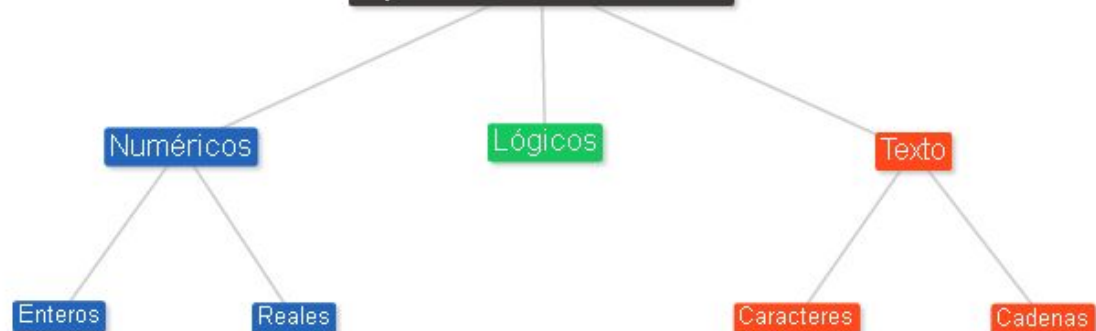 Numéricos
Lógicos
Texto
Enteros
Reales
Caracteres
Cadenas